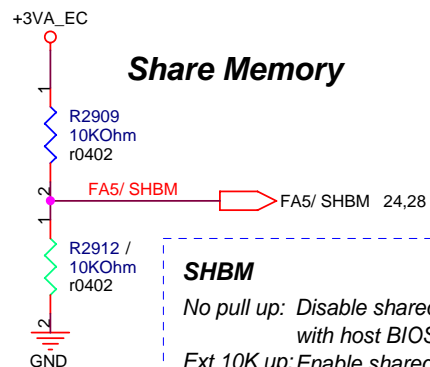 +3VA_EC
Share Memory
1
R2909
10KOhm
r0402
2
FA5/ SHBM
FA5/ SHBM 24,28
1
R2912 /
10KOhm
r0402
2
GND
SHBM
No pull up: Disable shared
with host BIOS
Ext 10K up: Enable shared